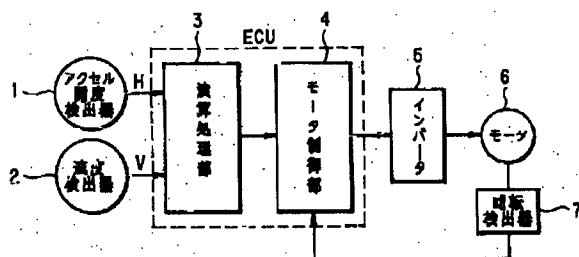 3
ECU
4
5
6
1
アクセル
開度
検出器
H
演算処理部
モータ制御部
インバータ
モータ
2
速度
検出器
V
回転
検出器
7